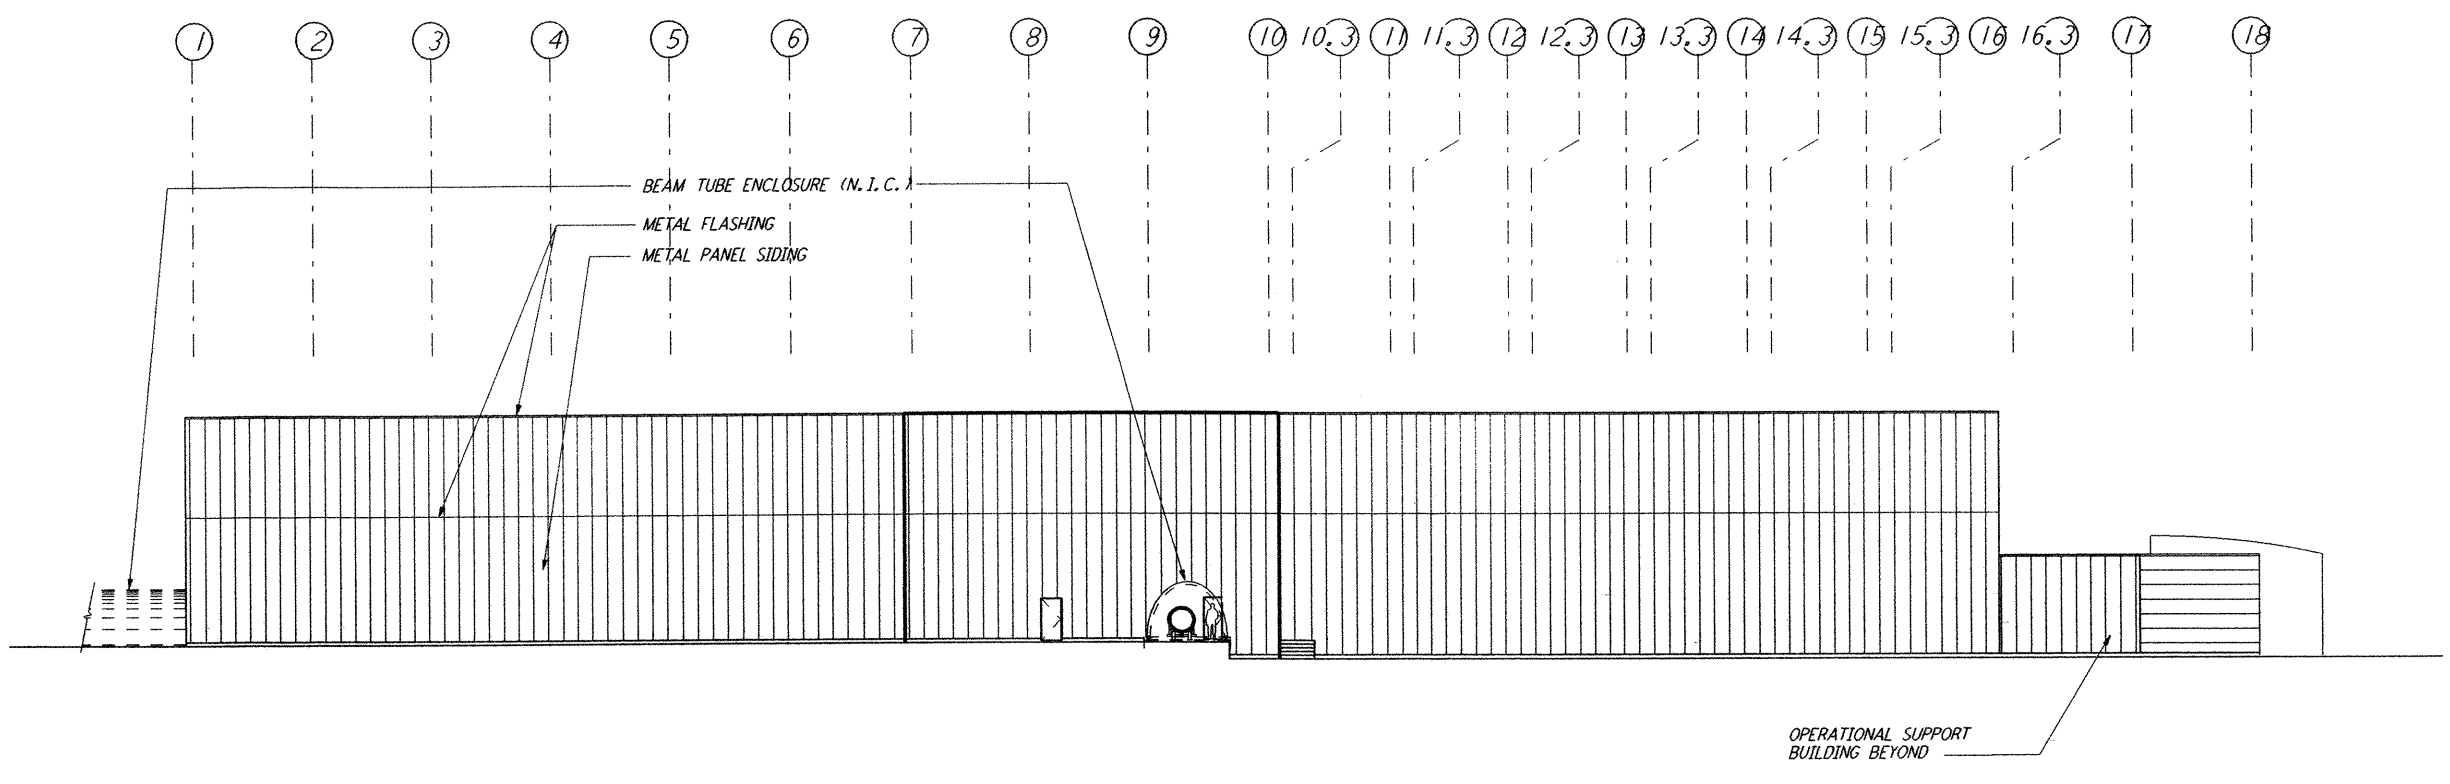 1 2 3 4 5 6 7 8 9 10 10.3 11 11.3 12 12.3 13 13.3 14 14.3 15 15.3 16 16.3 17 18
BEAM TUBE ENCLOSURE (N.I.C.)
METAL FLASHING
METAL PANEL SIDING
OPERATIONAL SUPPORT
BUILDING BEYOND